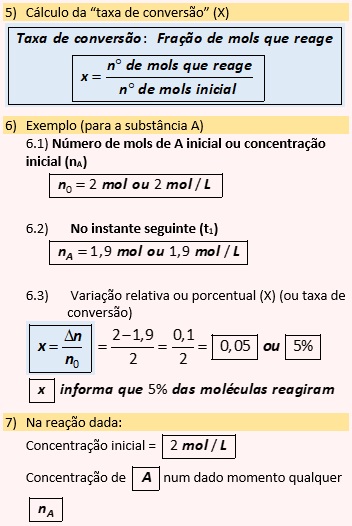 5) Cálculo da “taxa de conversão” (X)
Taxa de conversão: Fração de mols que reage
x = n° de mols que reage / n° de mols inicial
6) Exemplo (para a substância A)
6.1) Número de mols de A inicial ou concentração
inicial (nA)
n0 = 2 mol ou 2 mol / L
6.2) No instante seguinte (t1)
nA = 1,9 mol ou 1,9 mol / L
6.3) Variação relativa ou porcentual (X) (ou taxa de
conversão)
x = Δn / n0 = 2−1,9 / 2 = 0,1 / 2 = 0,05 ou 5%
x informa que 5% das moléculas reagiram
7) Na reação dada:
Concentração inicial = 2 mol / L
Concentração de A num dado momento qualquer
nA